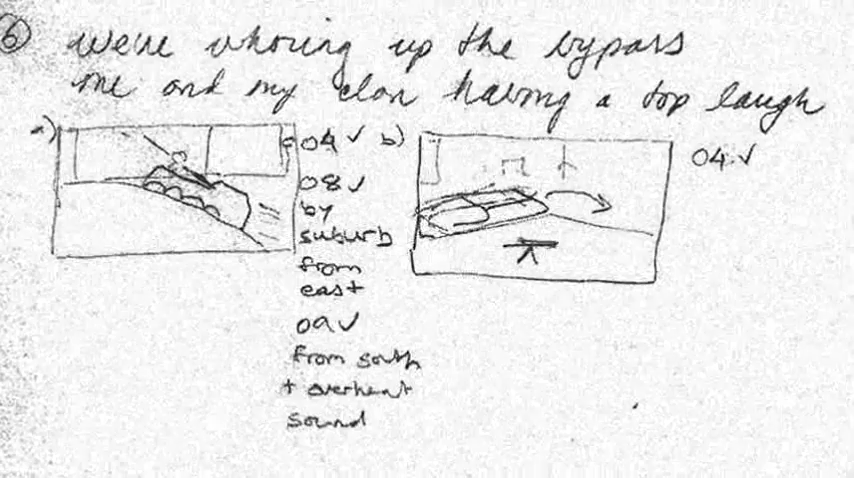 6 we're whoring up the bypass
me and my clan having a top laugh
a)
04 ✓
08 ✓
by
suburb
from
east
09 ✓
from south
+ overheat
sound
b)
04 ✓